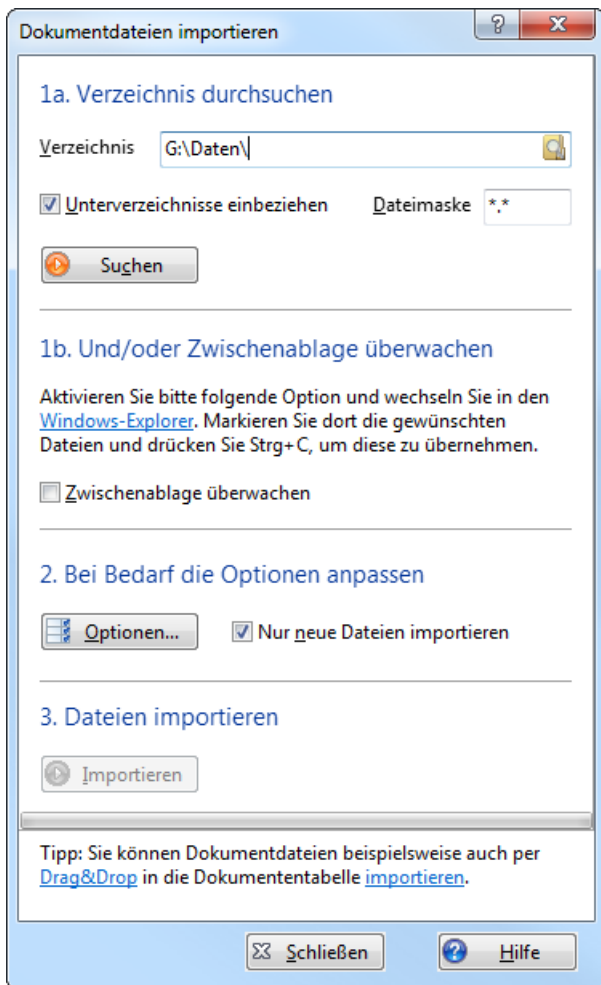 Dokumentdateien importieren
1a. Verzeichnis durchsuchen
Verzeichnis G:\Daten\
Unterverzeichnisse einbeziehen Dateimaske *.*
Suchen
1b. Und/oder Zwischenablage überwachen
Aktivieren Sie bitte folgende Option und wechseln Sie in den
Windows-Explorer. Markieren Sie dort die gewünschten
Dateien und drücken Sie Strg+C, um diese zu übernehmen.
Zwischenablage überwachen
2. Bei Bedarf die Optionen anpassen
Optionen... Nur neue Dateien importieren
3. Dateien importieren
Importieren
Tipp: Sie können Dokumentdateien beispielsweise auch per
Drag&Drop in die Dokumententabelle importieren.
Schließen Hilfe